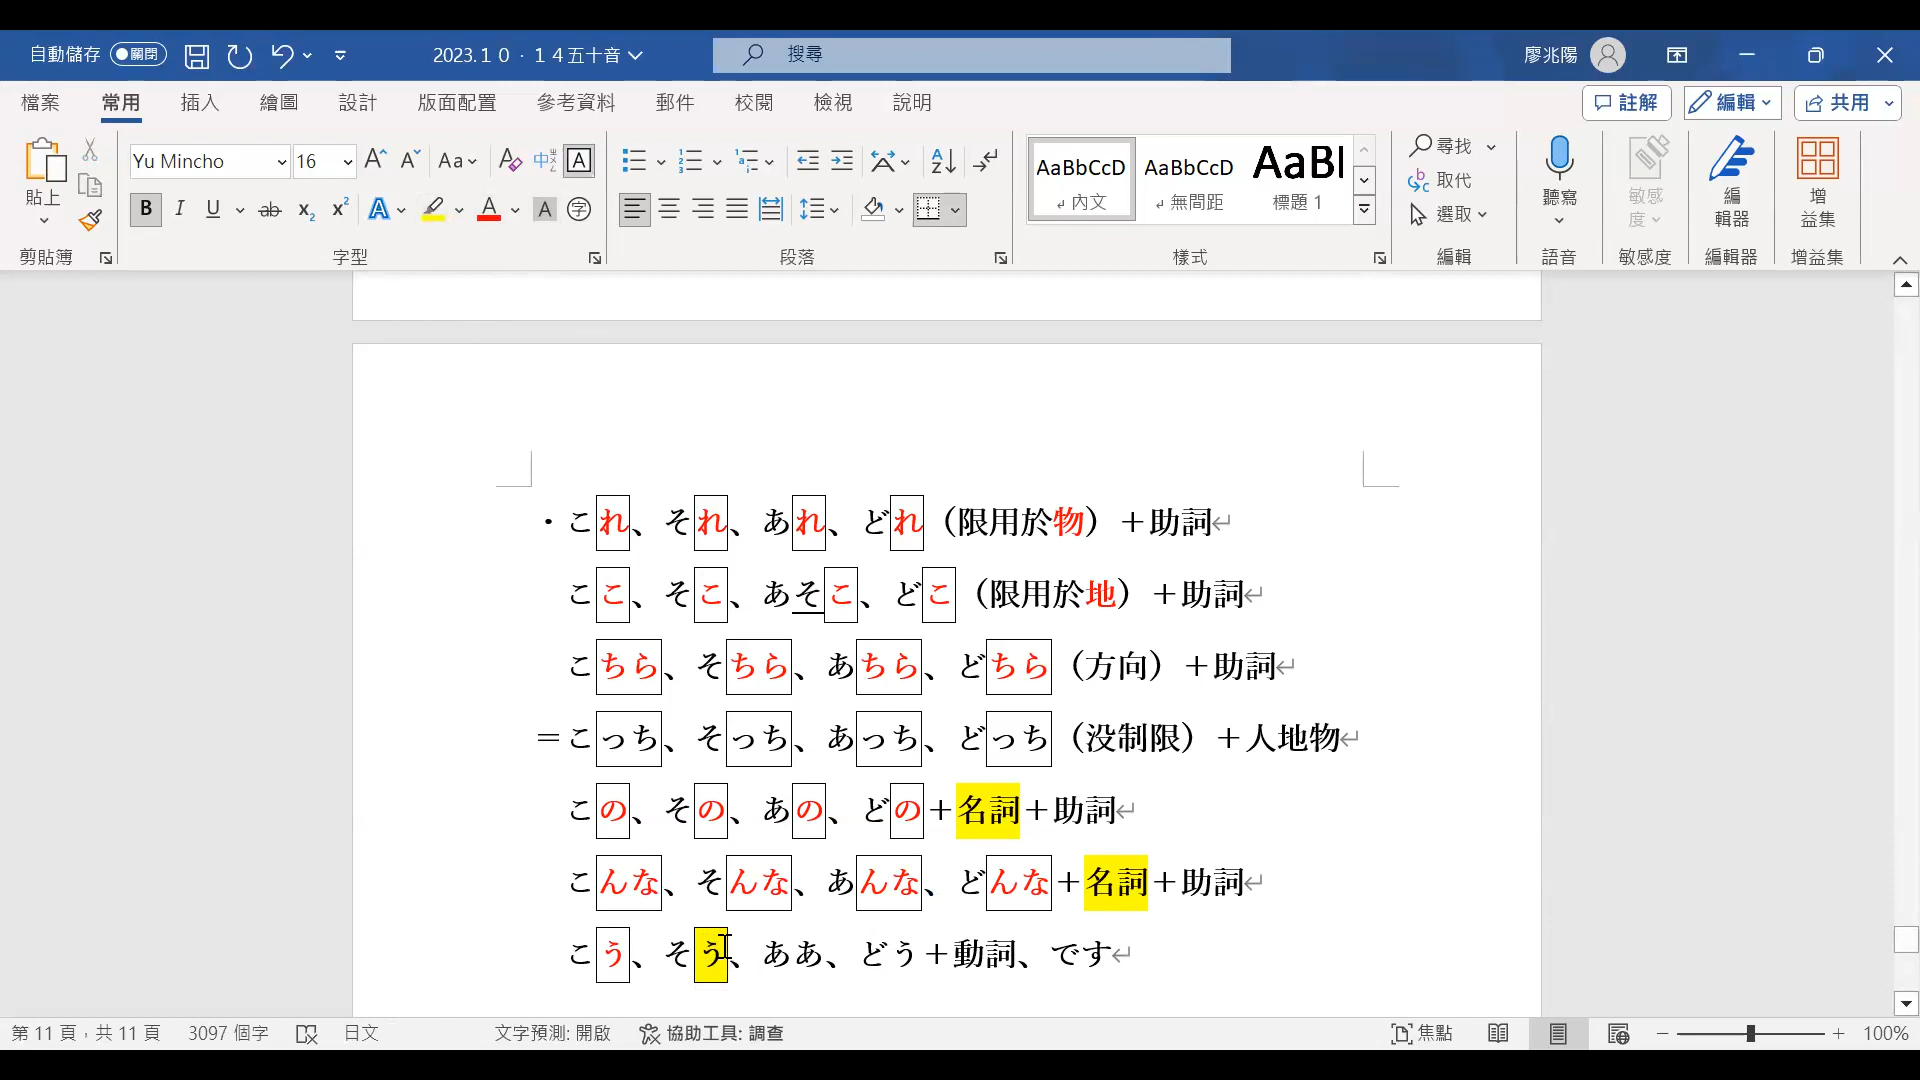 自動儲存 關閉 2023.１０‧１４五十音 搜尋 廖兆陽
檔案 常用 插入 繪圖 設計 版面配置 參考資料 郵件 校閱 檢視 說明 註解 編輯 共用
貼上 剪貼簿
Yu Mincho 16 Aa
B I U ab x₂ x² A A A 字
字型
段落
AaBbCcD AaBbCcD AaBl
內文 無間距 標題 1
樣式
尋找
取代
選取
編輯
聽寫
語音
敏感度
敏感度
編輯器
編輯器
增益集
增益集
・これ、それ、あれ、どれ（限用於物）＋助詞
ここ、そこ、あそこ、どこ（限用於地）＋助詞
こちら、そちら、あちら、どちら（方向）＋助詞
＝こっち、そっち、あっち、どっち（没制限）＋人地物
この、その、あの、どの＋名詞＋助詞
こんな、そんな、あんな、どんな＋名詞＋助詞
こう、そう、ああ、どう＋動詞、です
第 11 頁，共 11 頁 3097 個字 日文 文字預測: 開啟 協助工具: 調查 焦點 100%